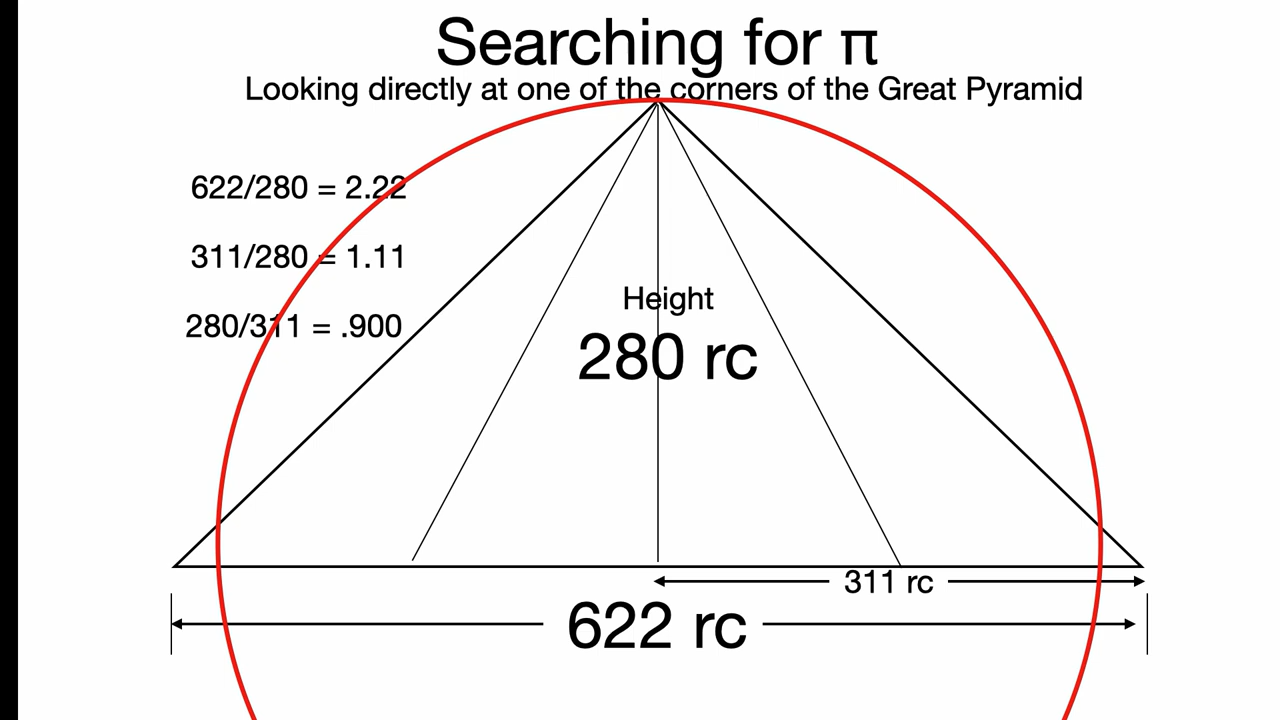 Searching for π
Looking directly at one of the corners of the Great Pyramid
622/280 = 2.22
311/280 = 1.11
280/311 = .900
Height
280 rc
311 rc
622 rc